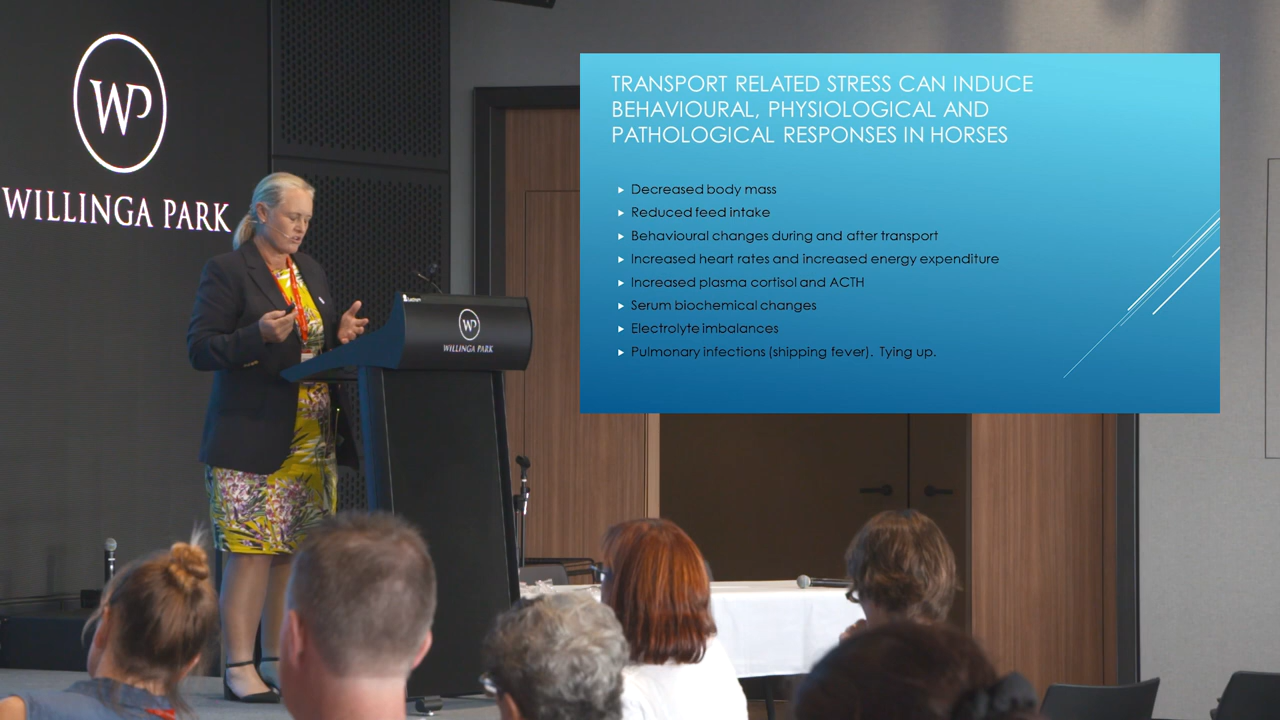 WP
WILLINGA PARK
WP
WILLINGA PARK
TRANSPORT RELATED STRESS CAN INDUCE
BEHAVIOURAL, PHYSIOLOGICAL AND
PATHOLOGICAL RESPONSES IN HORSES
Decreased body mass
Reduced feed intake
Behavioural changes during and after transport
Increased heart rates and increased energy expenditure
Increased plasma cortisol and ACTH
Serum biochemical changes
Electrolyte imbalances
Pulmonary infections (shipping fever). Tying up.